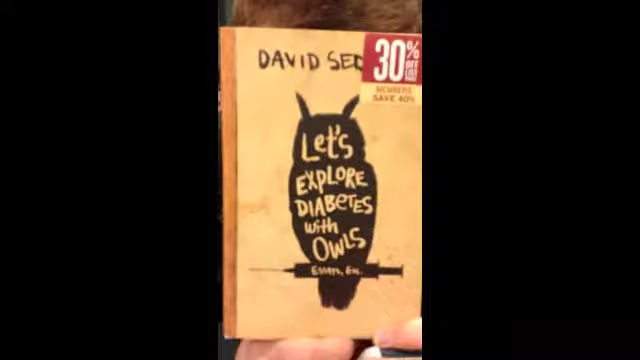 DAVID SED
30% OFF LIST PRICE
MEMBERS
SAVE 40%
Let's
EXPLORE
DIABETES
with
OWLS
Essays, Etc.